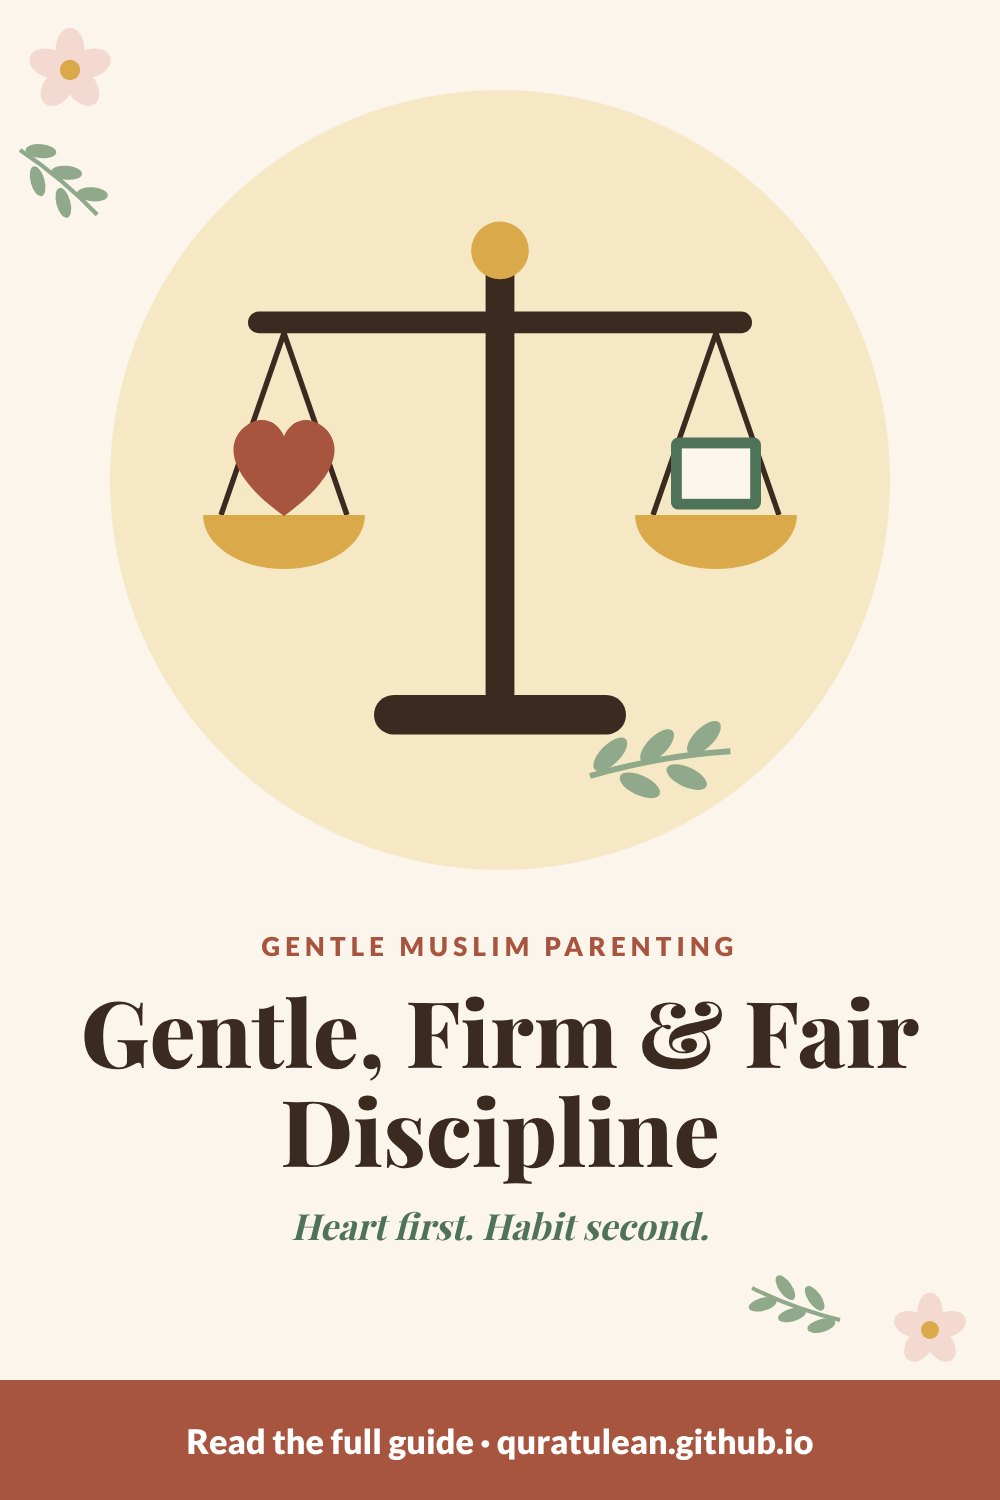 GENTLE MUSLIM PARENTING
Gentle, Firm & Fair
Discipline
Heart first. Habit second.
Read the full guide · quratulean.github.io